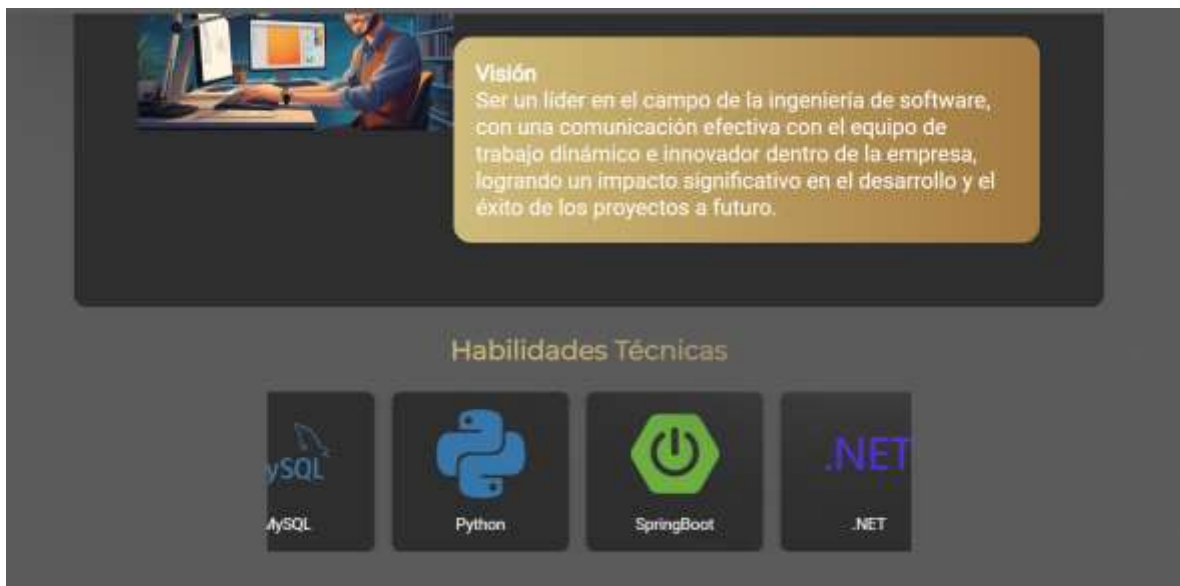 Visión
Ser un líder en el campo de la ingeniería de software,
con una comunicación efectiva con el equipo de
trabajo dinámico e innovador dentro de la empresa,
logrando un impacto significativo en el desarrollo y el
éxito de los proyectos a futuro.
Habilidades Técnicas
ySQL
.NET
MySQL
Python
SpringBoot
.NET